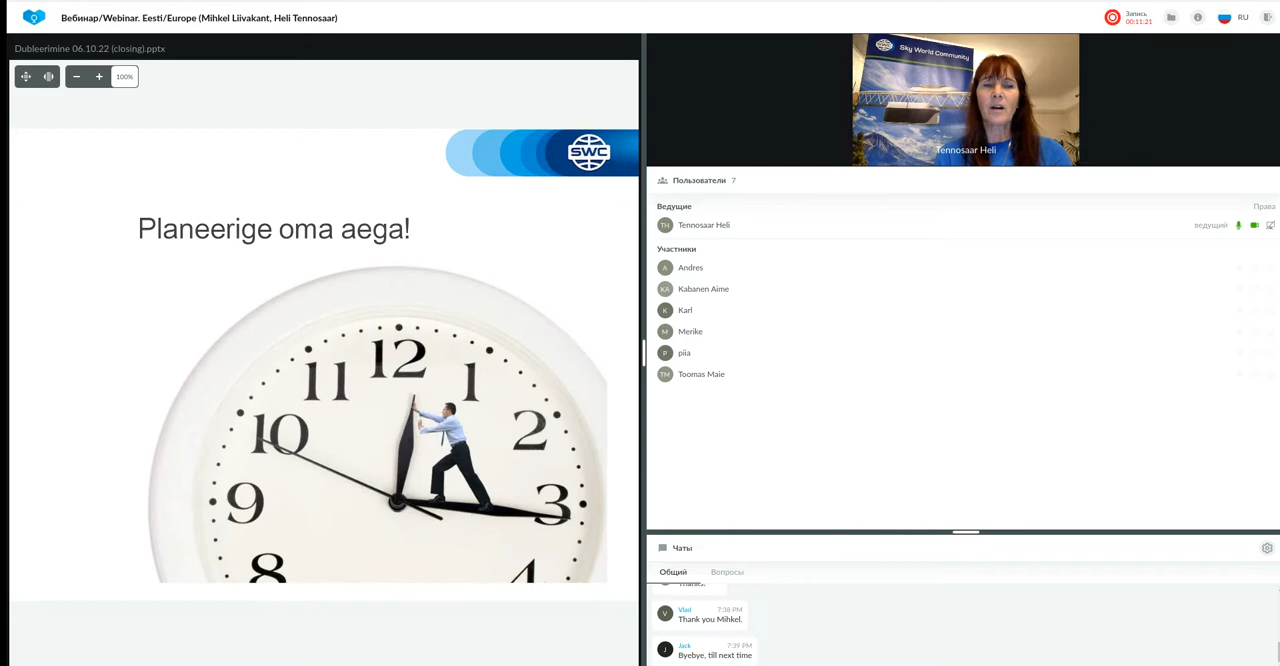 Вебинар/Webinar. Eesti/Europe (Mihkel Liivakant, Heli Tennosaar)
Запись
00:11:21
RU
Dubleerimine 06.10.22 (closing).pptx
100%
SWC
Planeerige oma aega!
12
11
1
10
2
9
3
8
4
Sky World Community
Tennosaar Heli
Пользователи 7
Ведущие
Права
TH Tennosaar Heli
ведущий
Участники
A Andres
KA Kabanen Aime
K Karl
M Merike
P piia
TM Toomas Maie
Чаты
Общий
Вопросы
Thanks.
V Vlad 7:38 PM
Thank you Mihkel.
J Jack 7:39 PM
Byebye, till next time